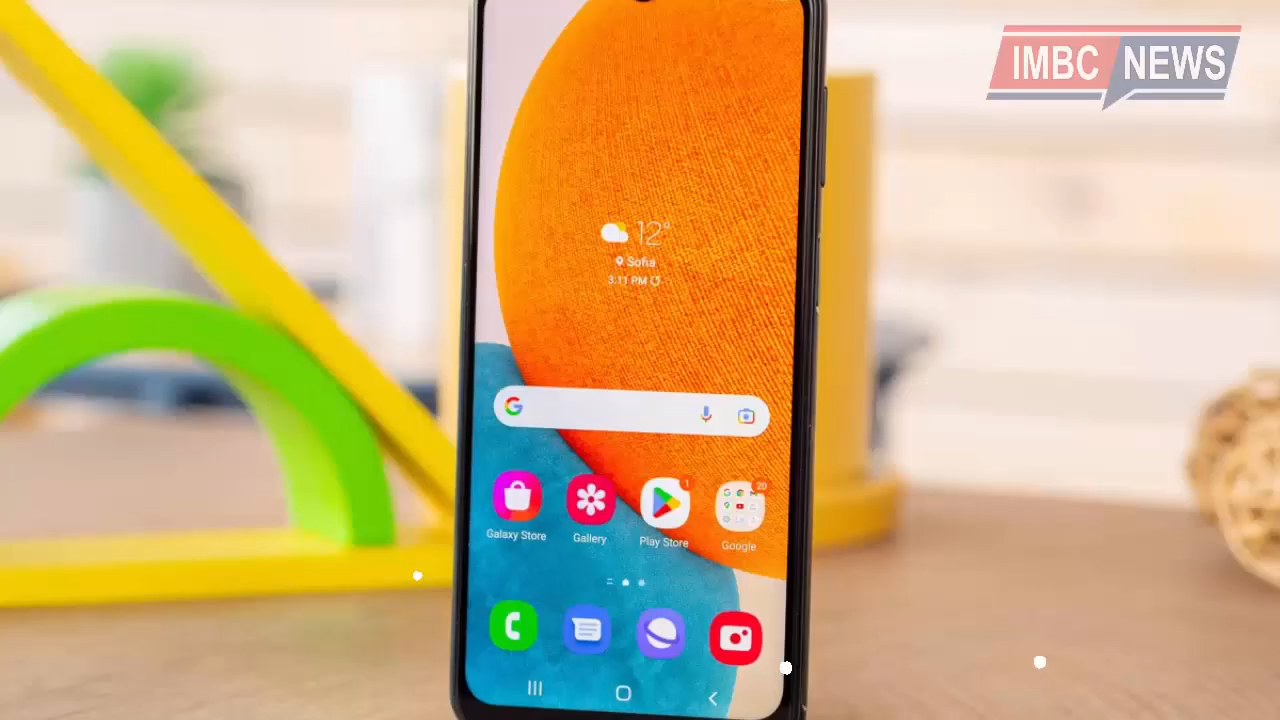 IMBC NEWS
12°
Sofia
3:11 PM
G
1
20
Galaxy Store
Gallery
Play Store
Google